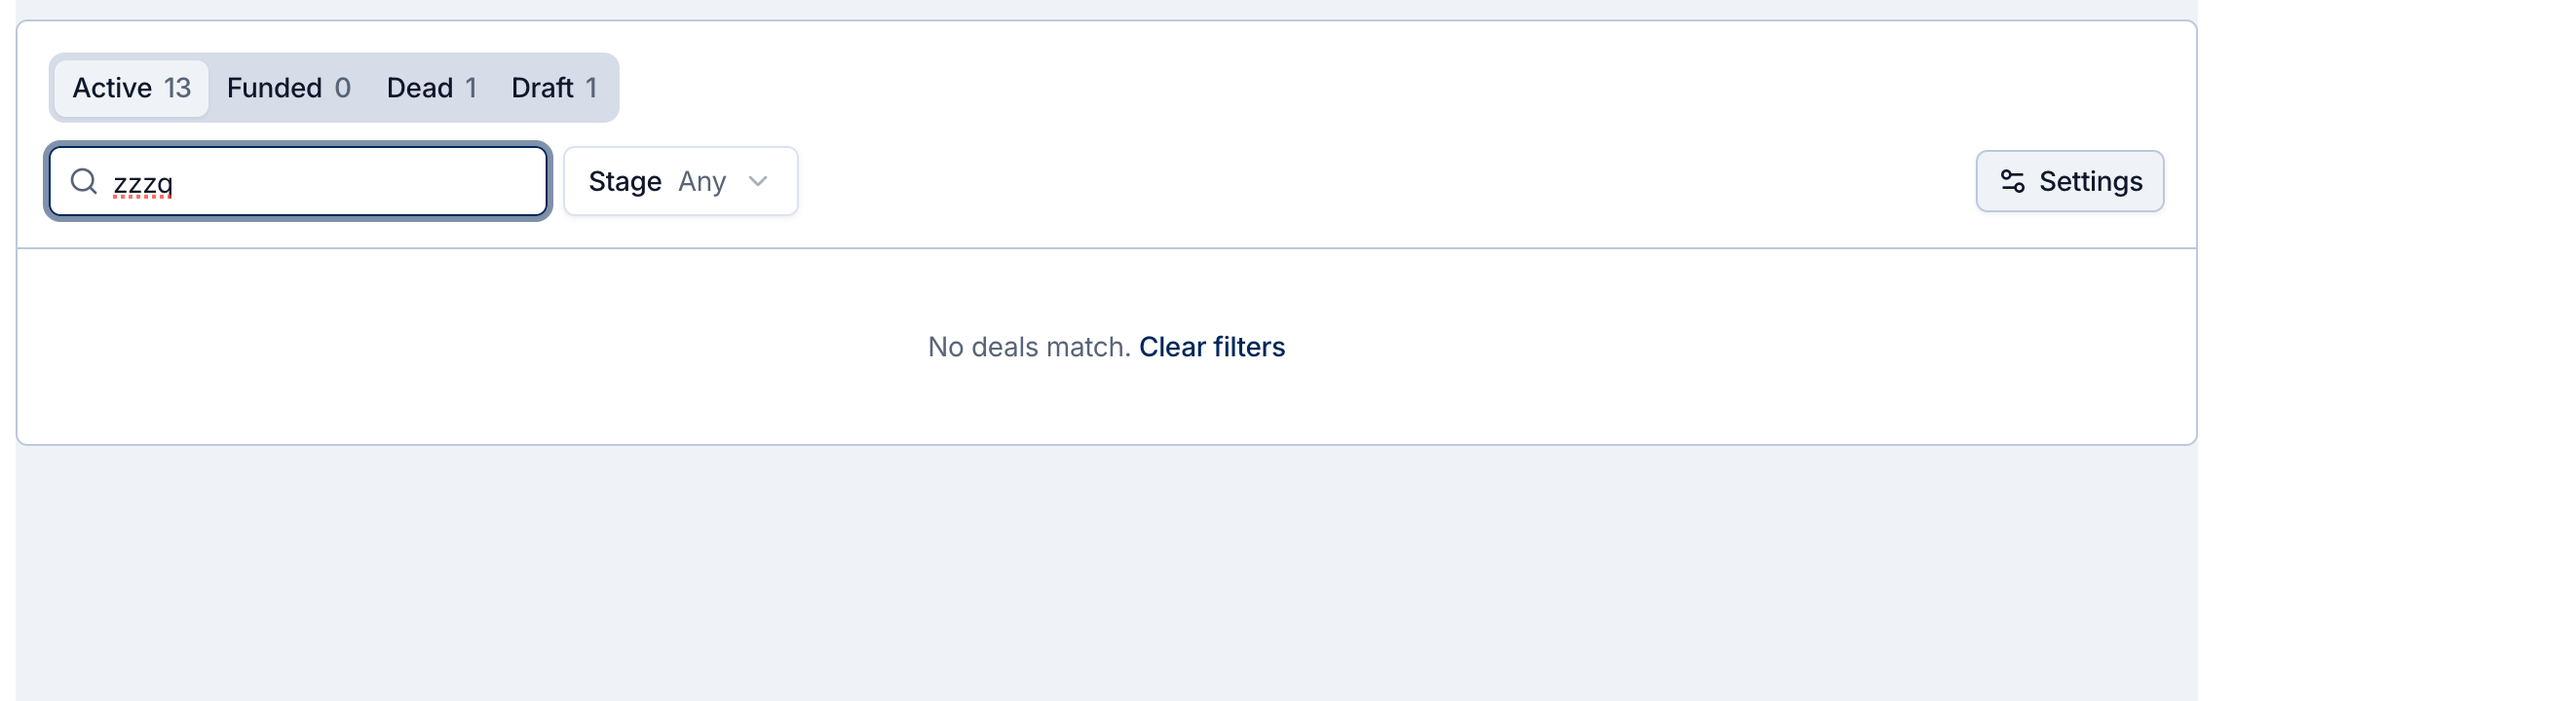 Active 13 Funded 0 Dead 1 Draft 1
zzzq Stage Any Settings
No deals match. Clear filters